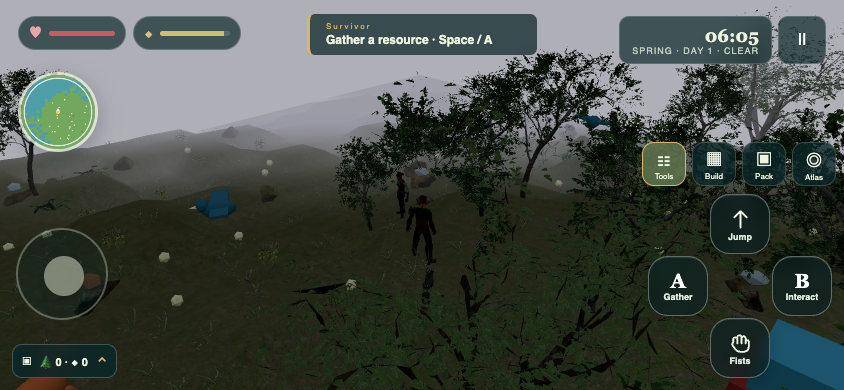 Survivor
Gather a resource · Space / A
06:05
SPRING · DAY 1 · CLEAR
Tools
Build
Pack
Atlas
Jump
A
Gather
B
Interact
Fists
0 · ◆ 0